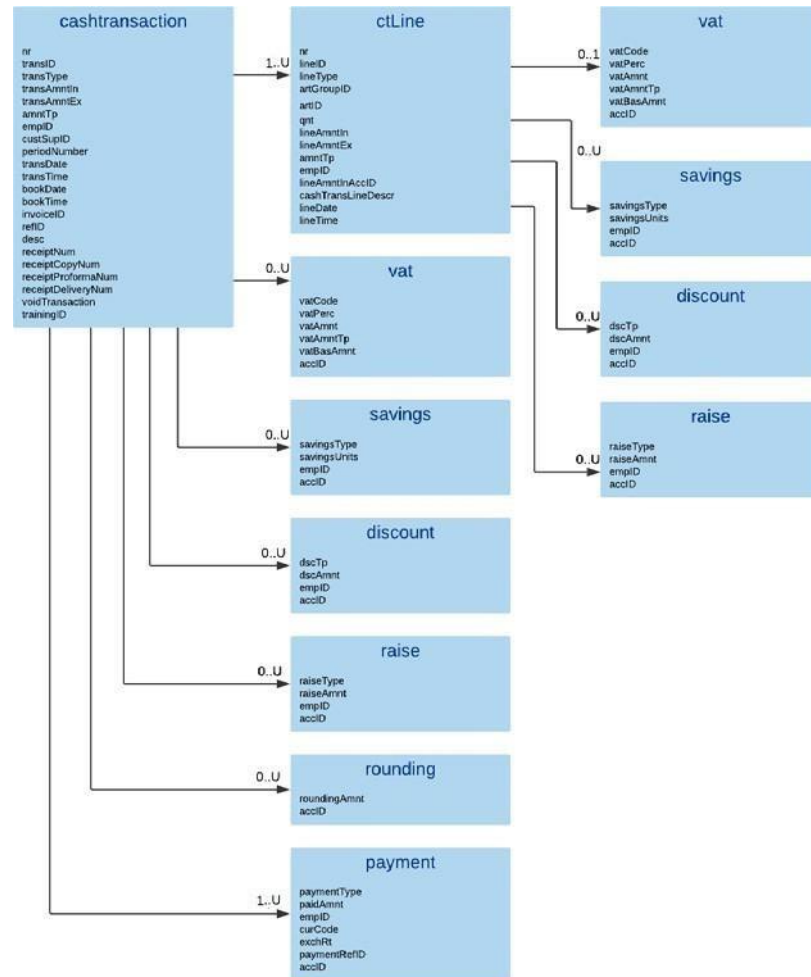 cashtransaction
nr
transID
transType
transAmntIn
transAmntEx
amntTp
empID
custSupID
periodNumber
transDate
transTime
bookDate
bookTime
invoiceID
refID
desc
receiptNum
receiptCopyNum
receiptProformaNum
receiptDeliveryNum
voidTransaction
trainingID
1..U
ctLine
nr
lineID
lineType
artGroupID
artID
qnt
lineAmntIn
lineAmntEx
amntTp
empID
lineAmntInAccID
cashTransLineDescr
lineDate
lineTime
0..1
vat
vatCode
vatPerc
vatAmnt
vatAmntTp
vatBasAmnt
accID
0..U
savings
savingsType
savingsUnits
empID
accID
0..U
discount
dscTp
dscAmnt
empID
accID
0..U
raise
raiseType
raiseAmnt
empID
accID
0..U
vat
vatCode
vatPerc
vatAmnt
vatAmntTp
vatBasAmnt
accID
0..U
savings
savingsType
savingsUnits
empID
accID
0..U
discount
dscTp
dscAmnt
empID
accID
0..U
raise
raiseType
raiseAmnt
empID
accID
0..U
rounding
roundingAmnt
accID
1..U
payment
paymentType
paidAmnt
empID
curCode
exchRt
paymentRefID
accID